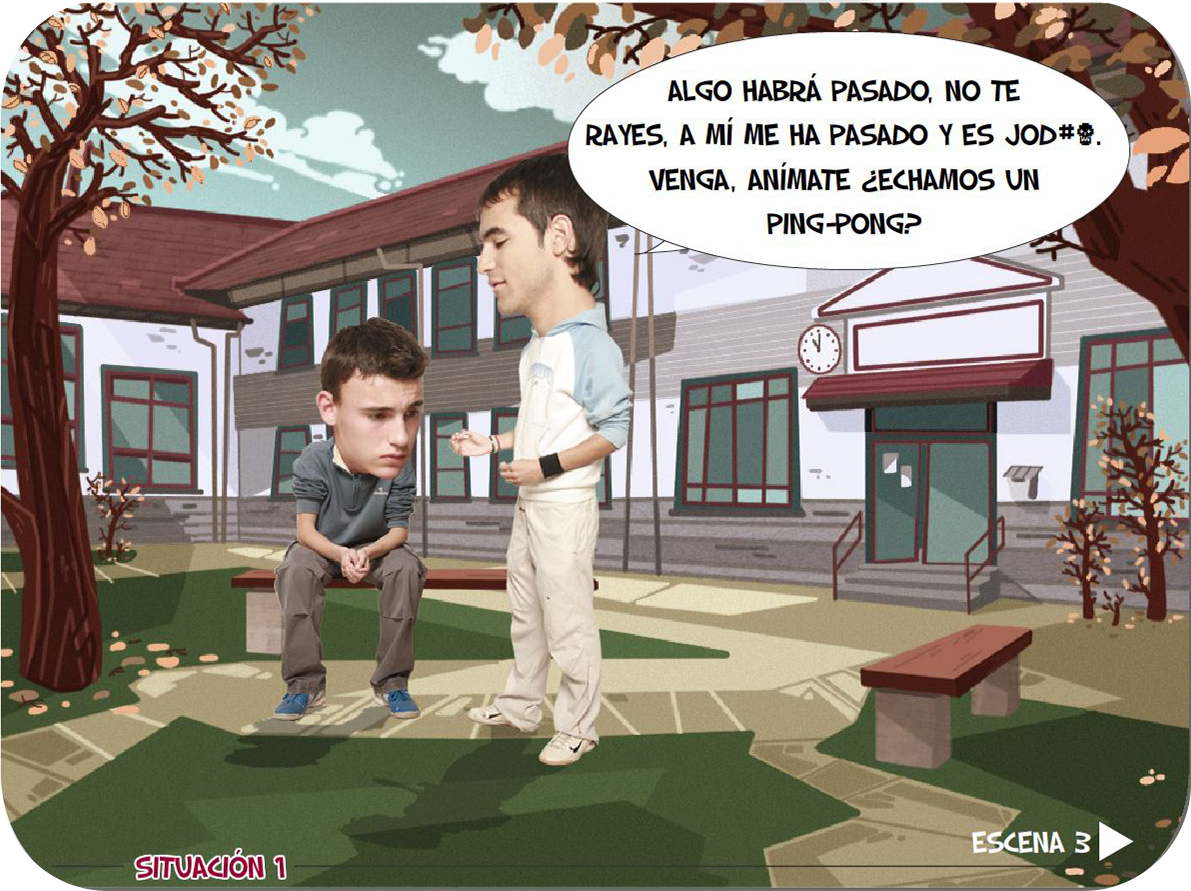 ALGO HABRÁ PASADO, NO TE
RAYES, A MÍ ME HA PASADO Y ES JOD#☠.
VENGA, ANÍMATE ¿ECHAMOS UN
PING-PONG?
ESCENA 3
SITUACIÓN 1